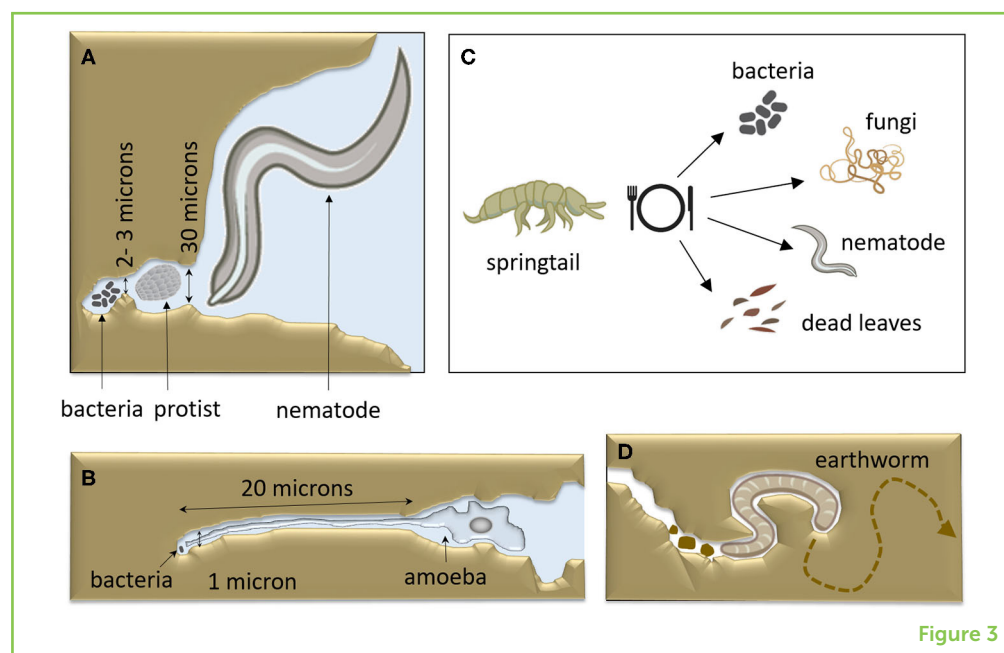 A
2- 3 microns
30 microns
bacteria protist
nematode
C
bacteria
fungi
springtail
nematode
dead leaves
B
20 microns
bacteria
1 micron
amoeba
D
earthworm
Figure 3